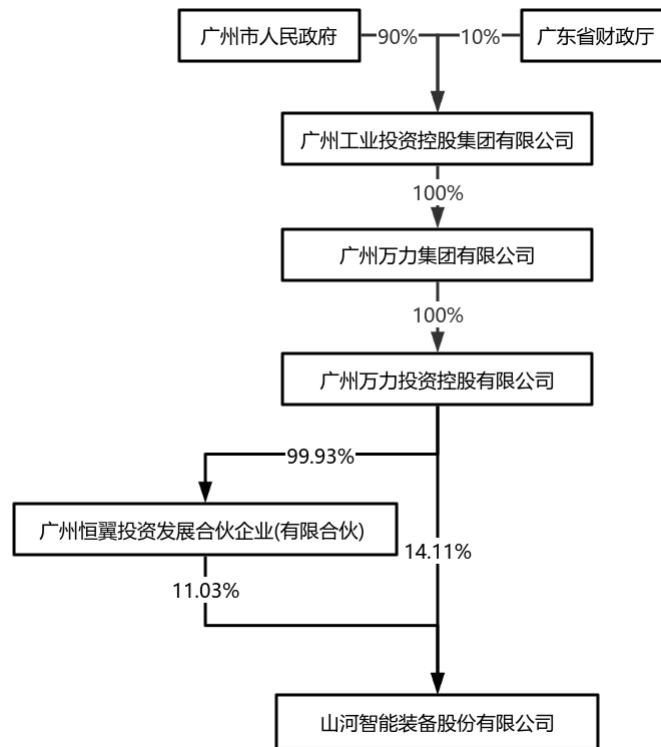 广州市人民政府
90%
10%
广东省财政厅
广州工业投资控股集团有限公司
100%
广州万力集团有限公司
100%
广州万力投资控股有限公司
99.93%
广州恒翼投资发展合伙企业(有限合伙)
14.11%
11.03%
山河智能装备股份有限公司